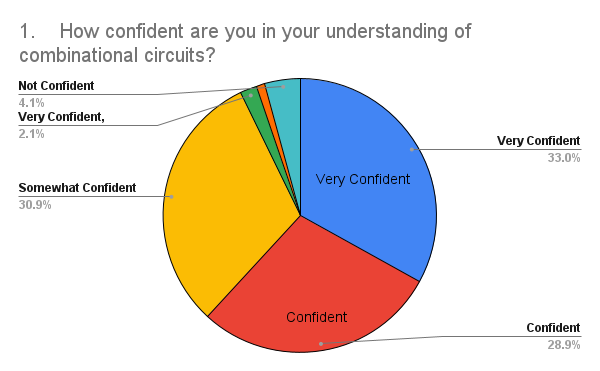 1. How confident are you in your understanding of
combinational circuits?
Not Confident
4.1%
Very Confident,
2.1%
Somewhat Confident
30.9%
Very Confident
33.0%
Very Confident
Confident
Confident
28.9%